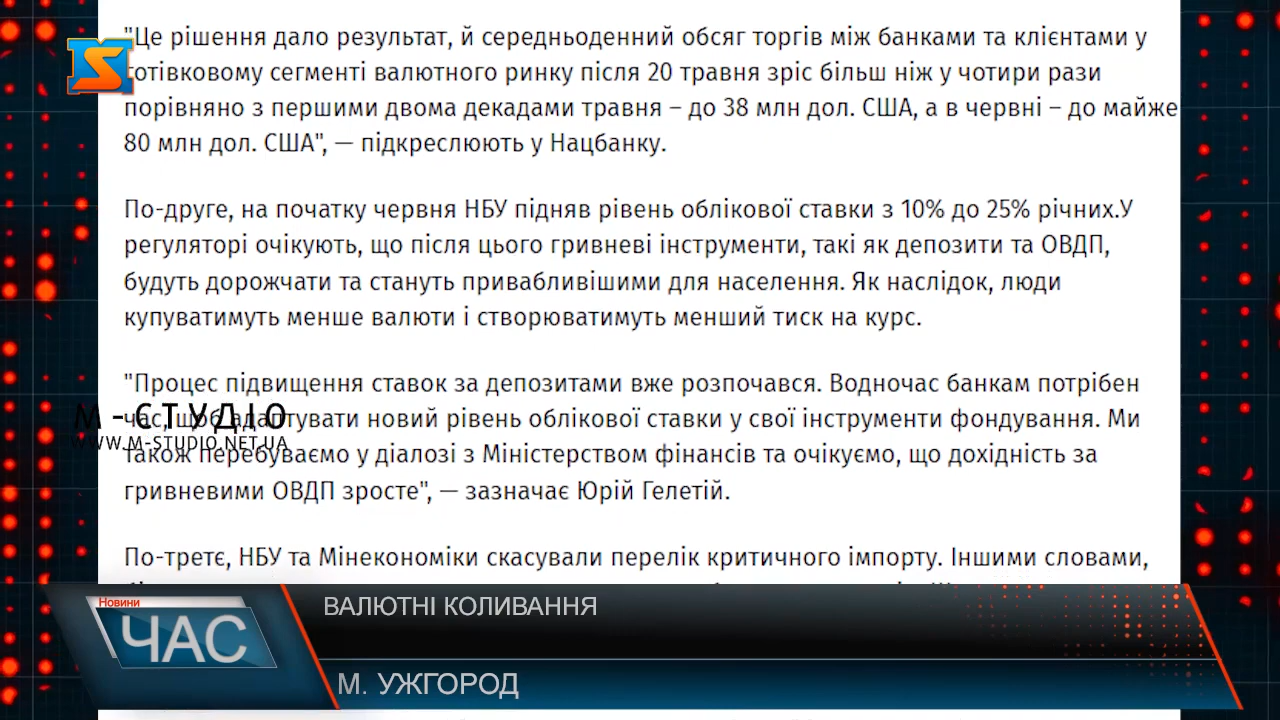 "Це рішення дало результат, й середньоденний обсяг торгів між банками та клієнтами у
готівковому сегменті валютного ринку після 20 травня зріс більш ніж у чотири рази
порівняно з першими двома декадами травня – до 38 млн дол. США, а в червні – до майже
80 млн дол. США", — підкреслюють у Нацбанку.
По-друге, на початку червня НБУ підняв рівень облікової ставки з 10% до 25% річних.У
регуляторі очікують, що після цього гривневі інструменти, такі як депозити та ОВДП,
будуть дорожчати та стануть привабливішими для населення. Як наслідок, люди
купуватимуть менше валюти і створюватимуть менший тиск на курс.
"Процес підвищення ставок за депозитами вже розпочався. Водночас банкам потрібен
час, щоб адаптувати новий рівень облікової ставки у свої інструменти фондування. Ми
також перебуваємо у діалозі з Міністерством фінансів та очікуємо, що дохідність за
гривневими ОВДП зросте", — зазначає Юрій Гелетій.
По-третє, НБУ та Мінекономіки скасували перелік критичного імпорту. Іншими словами,
М-СТУДІО
WWW.M-STUDIO.NET.UA
Новини
ЧАС
ВАЛЮТНІ КОЛИВАННЯ
М. УЖГОРОД